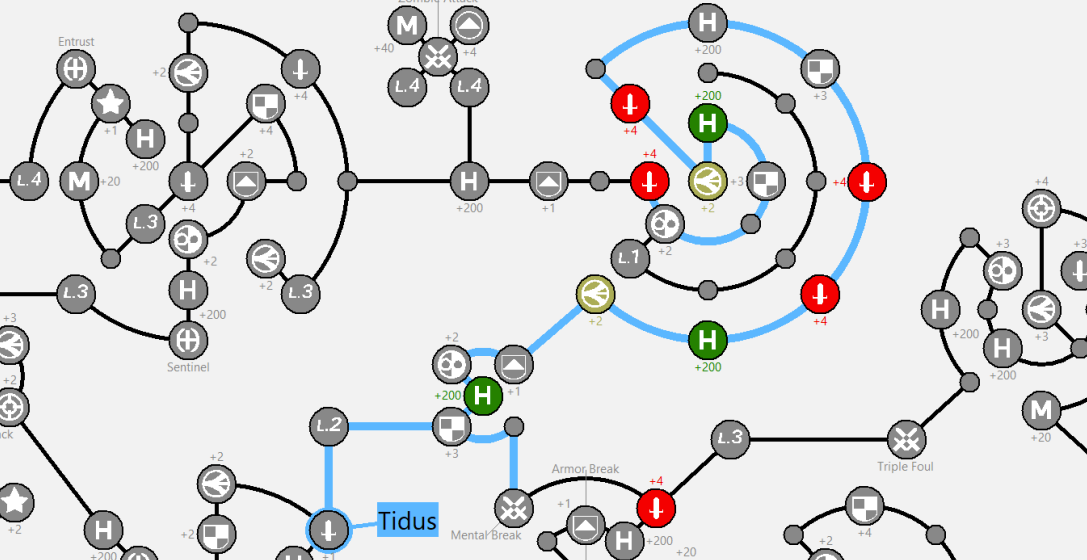 Zombie Attack
M
+40
+4
Entrust
H
+200
+2
+4
+3
L.4
L.4
+200
+4
+1
+4
H
H
+200
+2
+4
+3
+4
+4
L.4
M
+20
+4
H
+200
+1
+2
L.3
+2
L.1
+2
+2
+3
H
+200
+2
L.3
L.3
+2
+4
H
+200
H
+200
+3
Sentinel
+2
+200
H
+1
H
+200
+3
+2
ck
L.2
+3
L.3
Triple Foul
M
+20
+2
Armor Break
+4
+1
+2
H
+200
Tidus
+1
Mental Break
H
+200
+20
+4
+2
H